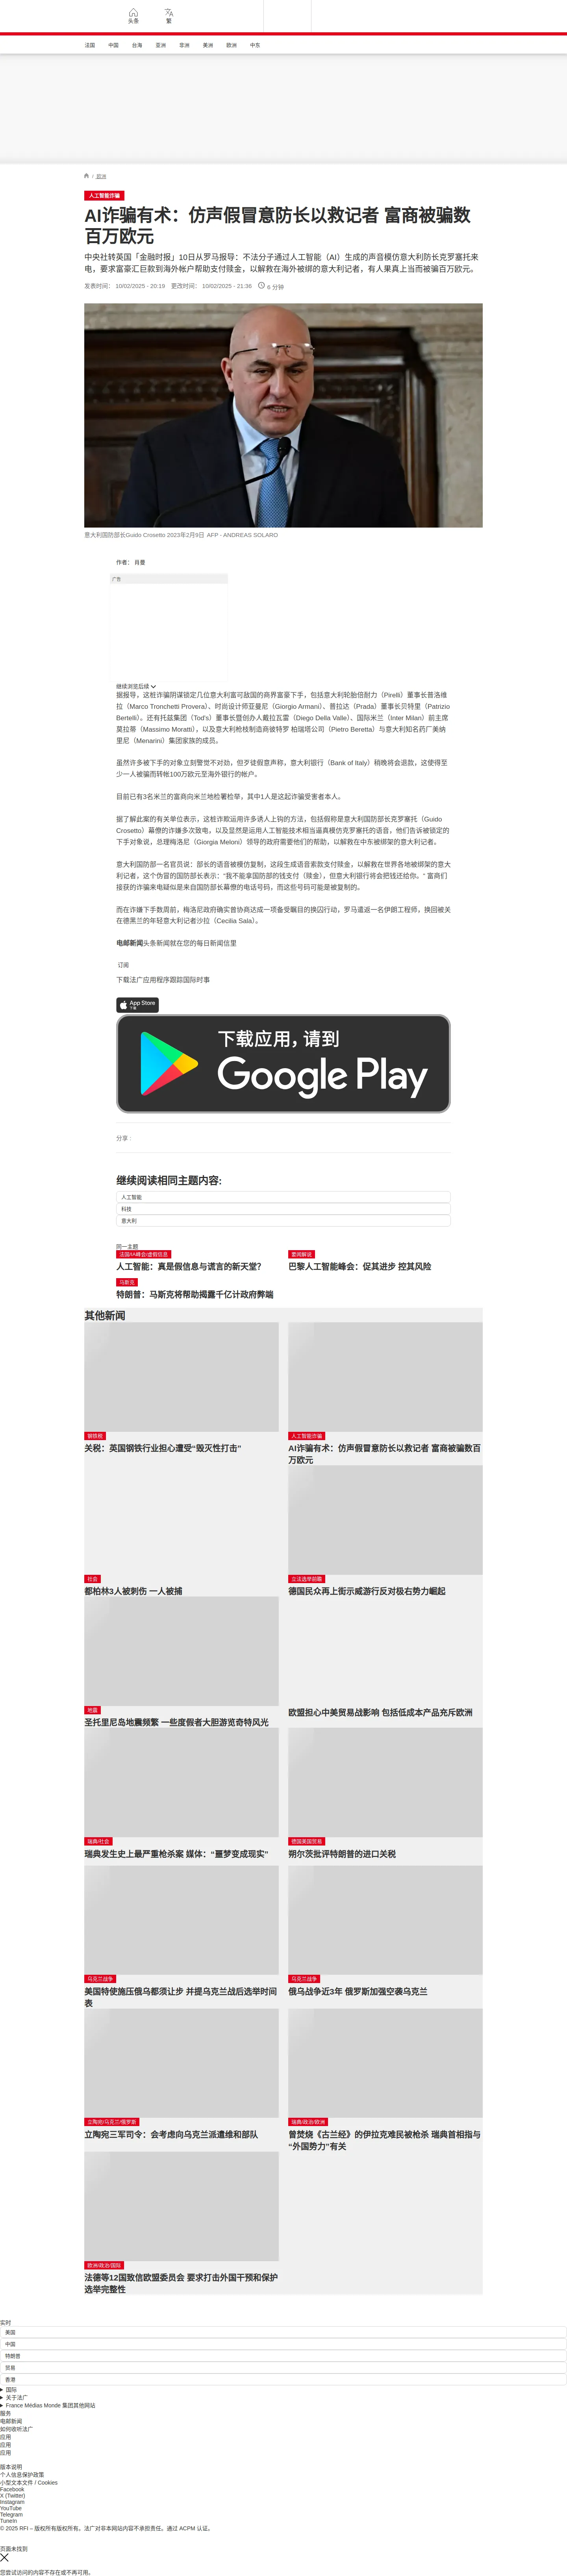 头条
繁
法国
中国
台海
亚洲
非洲
美洲
欧洲
中东
/ 欧洲
人工智能诈骗
AI诈骗有术：仿声假冒意防长以救记者 富商被骗数
百万欧元
中央社转英国「金融时报」10日从罗马报导：不法分子通过人工智能（AI）生成的声音模仿意大利防长克罗塞托来
电，要求富豪汇巨款到海外帐户帮助支付赎金，以解救在海外被绑的意大利记者，有人果真上当而被骗百万欧元。
发表时间： 10/02/2025 - 20:19 更改时间： 10/02/2025 - 21:36 6 分钟
意大利国防部长Guido Crosetto 2023年2月9日 AFP - ANDREAS SOLARO
作者： 肖曼
广告
继续浏览后续
据报导，这桩诈骗阴谋锁定几位意大利富可敌国的商界富豪下手，包括意大利轮胎倍耐力（Pirelli）董事长普洛维
拉（Marco Tronchetti Provera）、时尚设计师亚曼尼（Giorgio Armani）、普拉达（Prada）董事长贝特里（Patrizio
Bertelli）。还有托兹集团（Tod’s）董事长暨创办人戴拉瓦雷（Diego Della Valle）、国际米兰（Inter Milan）前主席
莫拉蒂（Massimo Moratti），以及意大利枪枝制造商彼特罗 柏瑞塔公司（Pietro Beretta）与意大利知名药厂美纳
里尼（Menarini）集团家族的成员。
虽然许多被下手的对象立刻警觉不对劲，但歹徒假意声称，意大利银行（Bank of Italy）稍晚将会退款，这使得至
少一人被骗而转帐100万欧元至海外银行的帐户。
目前已有3名米兰的富商向米兰地检署检举，其中1人是这起诈骗受害者本人。
据了解此案的有关单位表示，这桩诈欺运用许多诱人上钩的方法，包括假称是意大利国防部长克罗塞托（Guido
Crosetto）幕僚的诈嫌多次致电，以及显然是运用人工智能技术相当逼真模仿克罗塞托的语音，他们告诉被锁定的
下手对象说，总理梅洛尼（Giorgia Meloni）领导的政府需要他们的帮助，以解救在中东被绑架的意大利记者。
意大利国防部一名官员说：部长的语音被模仿复制，这段生成语音索款支付赎金，以解救在世界各地被绑架的意大
利记者，这个伪冒的国防部长表示：“我不能拿国防部的钱支付（赎金），但意大利银行将会把钱还给你。” 富商们
接获的诈骗来电疑似是来自国防部长幕僚的电话号码，而这些号码可能是被复制的。
而在诈嫌下手数周前，梅洛尼政府确实曾协商达成一项备受瞩目的换囚行动，罗马遣返一名伊朗工程师，换回被关
在德黑兰的年轻意大利记者沙拉（Cecilia Sala）。
电邮新闻头条新闻就在您的每日新闻信里
订阅
下载法广应用程序跟踪国际时事
App Store
下載
下载应用，请到
Google Play
分享 :
继续阅读相同主题内容:
人工智能
科技
意大利
同一主题
法国/IA峰会/虚假信息
人工智能：真是假信息与谎言的新天堂？
要闻解说
巴黎人工智能峰会：促其进步 控其风险
马斯克
特朗普：马斯克将帮助揭露千亿计政府弊端
其他新闻
钢铁税
关税：英国钢铁行业担心遭受“毁灭性打击”
人工智能诈骗
AI诈骗有术：仿声假冒意防长以救记者 富商被骗数百
万欧元
社会
都柏林3人被刺伤 一人被捕
立法选举前瞻
德国民众再上街示威游行反对极右势力崛起
地震
圣托里尼岛地震频繁 一些度假者大胆游览奇特风光
欧盟担心中美贸易战影响 包括低成本产品充斥欧洲
瑞典/社会
瑞典发生史上最严重枪杀案 媒体：“噩梦变成现实”
德国美国贸易
朔尔茨批评特朗普的进口关税
乌克兰战争
美国特使施压俄乌都须让步 并提乌克兰战后选举时间
表
乌克兰战争
俄乌战争近3年 俄罗斯加强空袭乌克兰
立陶宛/乌克兰/俄罗斯
立陶宛三军司令：会考虑向乌克兰派遣维和部队
瑞典/政治/欧洲
曾焚烧《古兰经》的伊拉克难民被枪杀 瑞典首相指与
“外国势力”有关
欧洲/政治/国际
法德等12国致信欧盟委员会 要求打击外国干预和保护
选举完整性
实时
美国
中国
特朗普
贸易
香港
国际
关于法广
France Médias Monde 集团其他网站
服务
电邮新闻
如何收听法广
应用
应用
应用
版本说明
个人信息保护政策
小型文本文件 / Cookies
Facebook
X (Twitter)
Instagram
YouTube
Telegram
TuneIn
© 2025 RFI – 版权所有版权所有。法广对非本网站内容不承担责任。通过 ACPM 认证。
页面未找到
您尝试访问的内容不存在或不再可用。